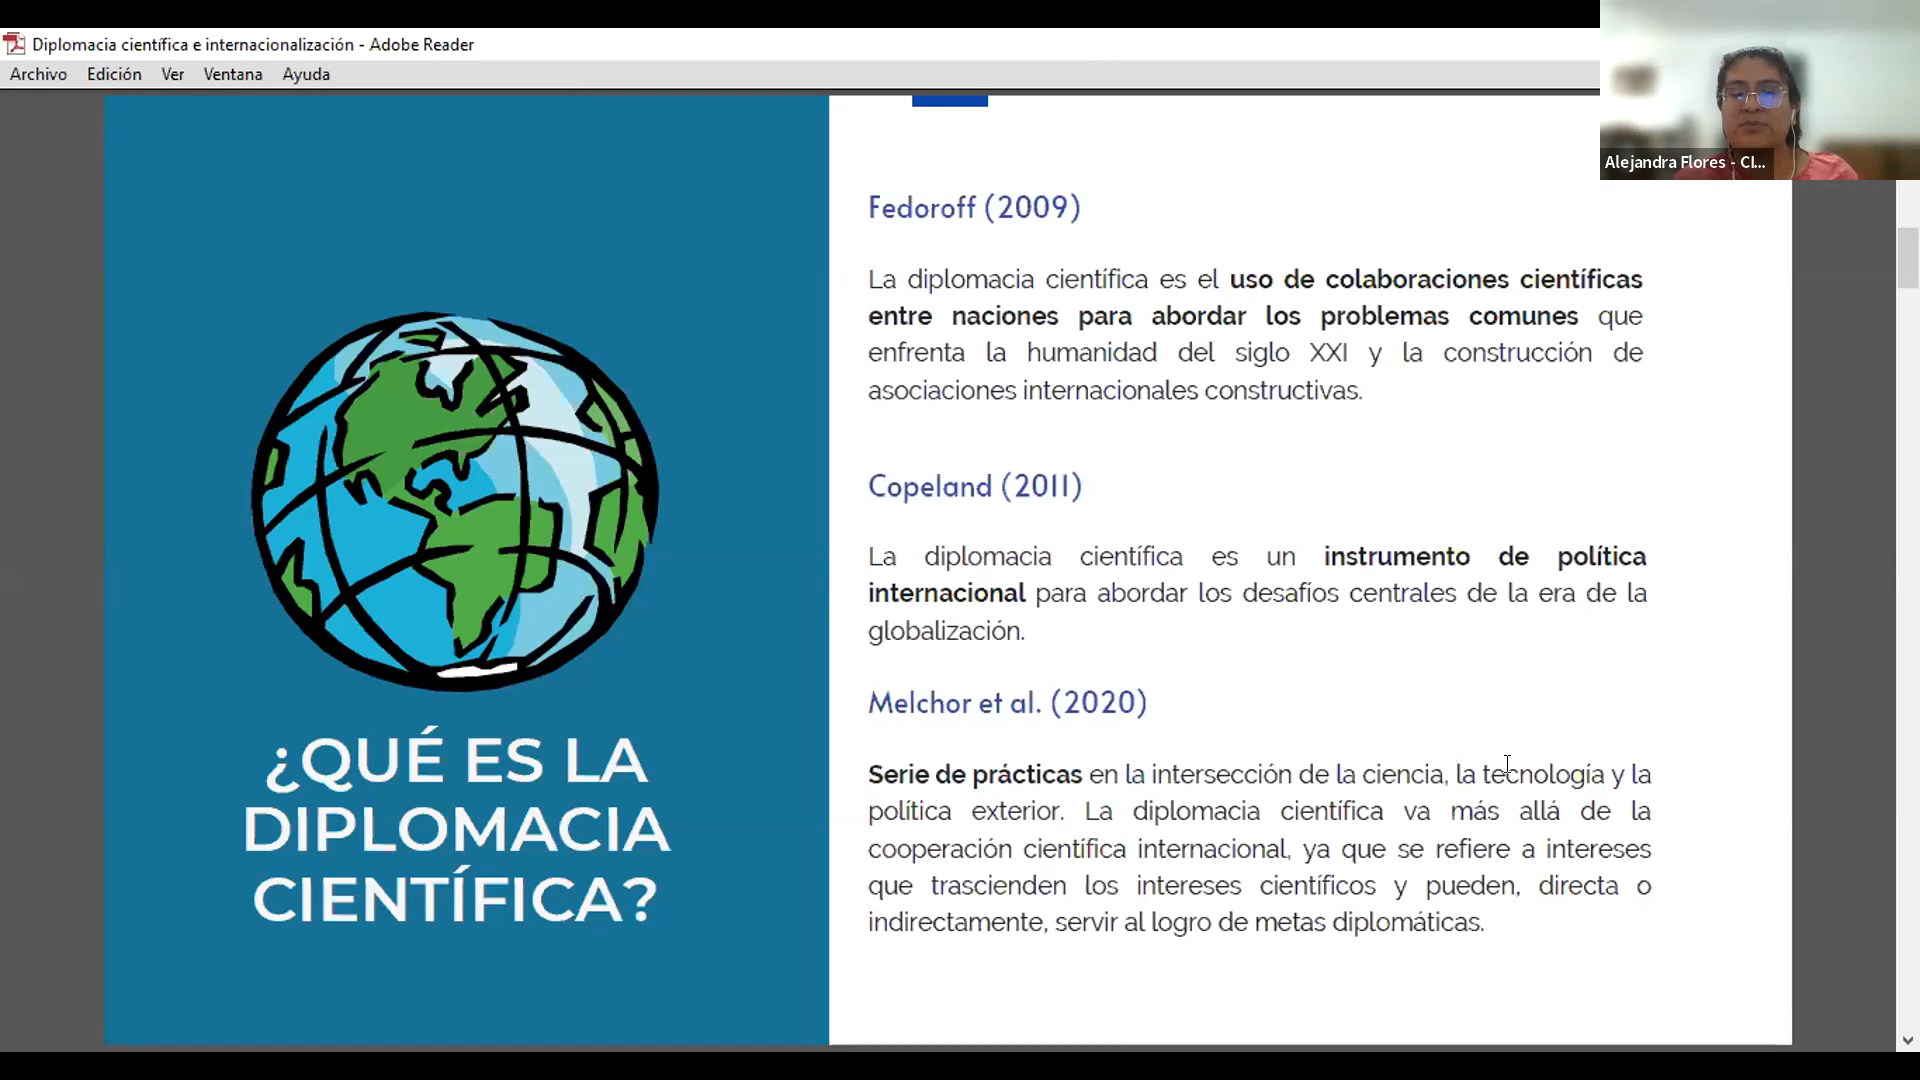 Diplomacia científica e internacionalización - Adobe Reader
Archivo Edición Ver Ventana Ayuda
Alejandra Flores - CI...
¿QUÉ ES LA
DIPLOMACIA
CIENTÍFICA?
Fedoroff (2009)
La diplomacia científica es el uso de colaboraciones científicas
entre naciones para abordar los problemas comunes que
enfrenta la humanidad del siglo XXI y la construcción de
asociaciones internacionales constructivas.
Copeland (2011)
La diplomacia científica es un instrumento de política
internacional para abordar los desafíos centrales de la era de la
globalización.
Melchor et al. (2020)
Serie de prácticas en la intersección de la ciencia, la tecnología y la
política exterior. La diplomacia científica va más allá de la
cooperación científica internacional, ya que se refiere a intereses
que trascienden los intereses científicos y pueden, directa o
indirectamente, servir al logro de metas diplomáticas.